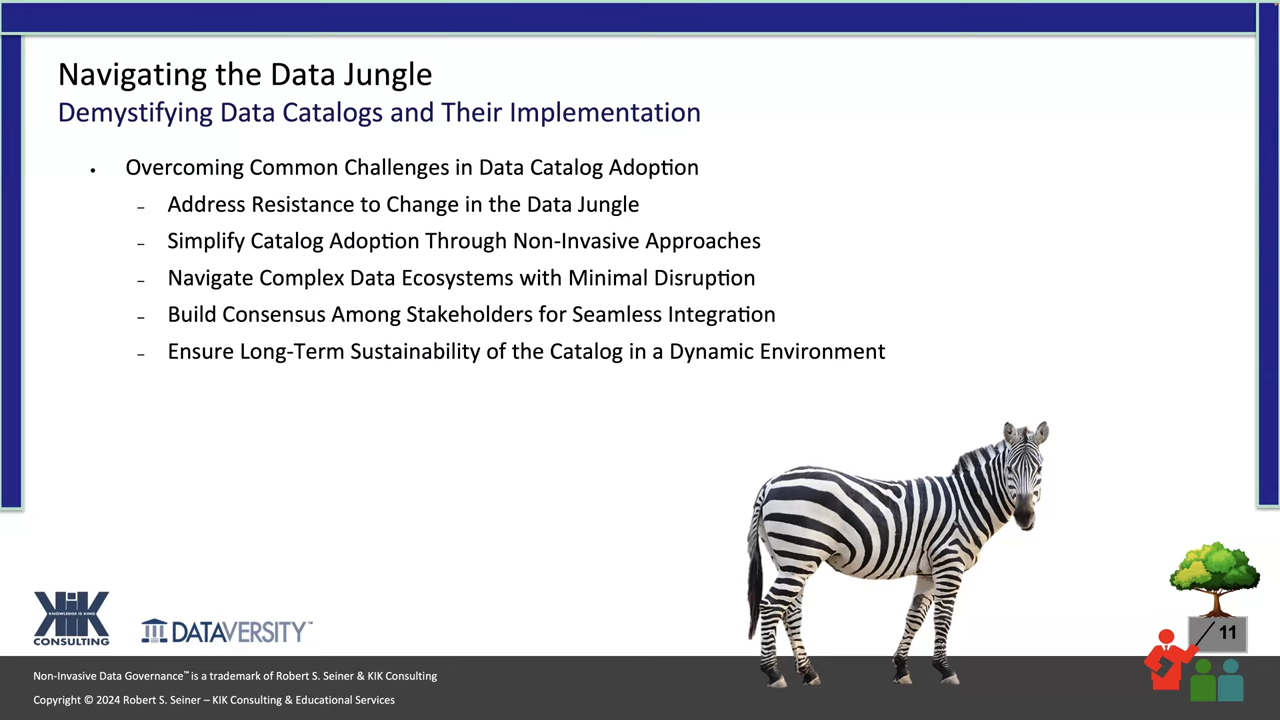 Navigating the Data Jungle
Demystifying Data Catalogs and Their Implementation
• Overcoming Common Challenges in Data Catalog Adoption
– Address Resistance to Change in the Data Jungle
– Simplify Catalog Adoption Through Non-Invasive Approaches
– Navigate Complex Data Ecosystems with Minimal Disruption
– Build Consensus Among Stakeholders for Seamless Integration
– Ensure Long-Term Sustainability of the Catalog in a Dynamic Environment
KIK
KNOWLEDGE IS KING
CONSULTING
DATAVERSITY™
11
Non-Invasive Data Governance™ is a trademark of Robert S. Seiner & KIK Consulting
Copyright © 2024 Robert S. Seiner – KIK Consulting & Educational Services